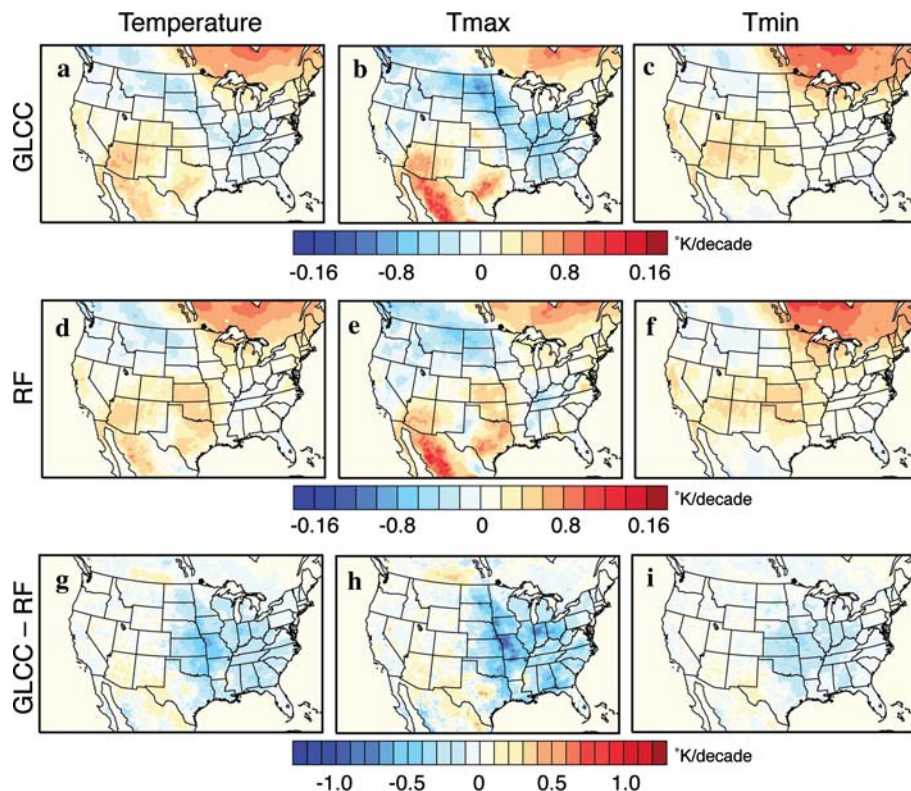 Temperature Tmax Tmin
GLCC
a b c
°K/decade
-0.16 -0.8 0 0.8 0.16
RF
d e f
°K/decade
-0.16 -0.8 0 0.8 0.16
GLCC – RF
g h i
°K/decade
-1.0 -0.5 0 0.5 1.0